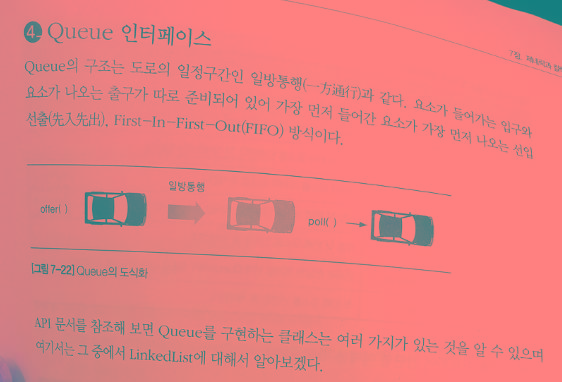 4 Queue 인터페이스
7장
Queue의 구조는 도로의 일정구간인 일방통행(一方通行)과 같다. 요소가 들어가는 입구와
요소가 나오는 출구가 따로 준비되어 있어 가장 먼저 들어간 요소가 가장 먼저 나오는 선입
선출(先入先出), First-In-First-Out(FIFO) 방식이다.
일방통행
offer( )
poll( )
[그림 7-22] Queue의 도식화
API 문서를 참조해 보면 Queue를 구현하는 클래스는 여러 가지가 있는 것을 알 수 있으며
여기서는 그 중에서 LinkedList에 대해서 알아보겠다.